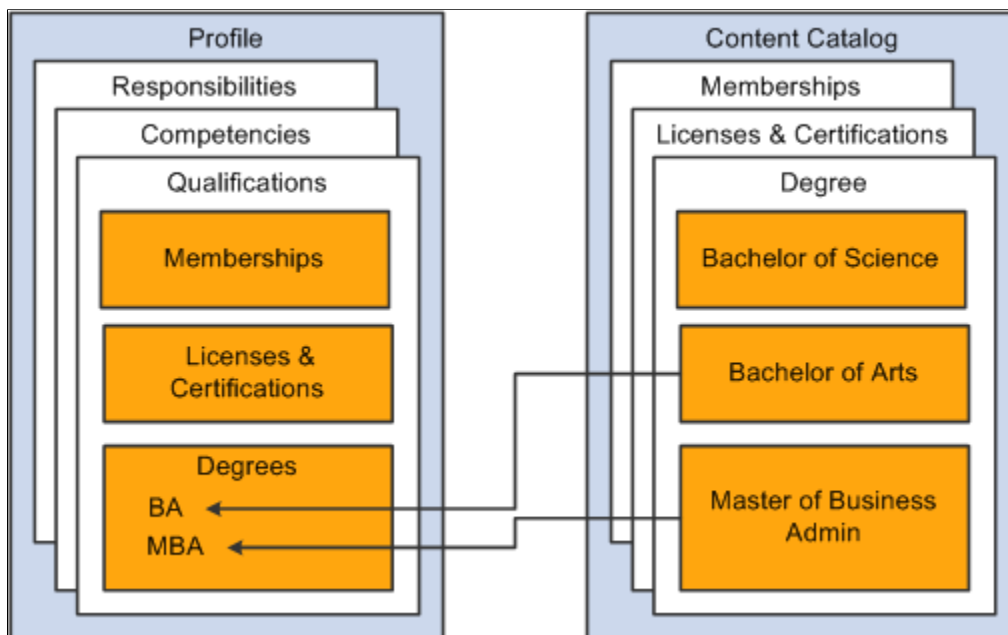 Profile
Responsibilities
Competencies
Qualifications
Memberships
Licenses &
Certifications
Degrees
BA
MBA
Content Catalog
Memberships
Licenses & Certifications
Degree
Bachelor of Science
Bachelor of Arts
Master of Business
Admin